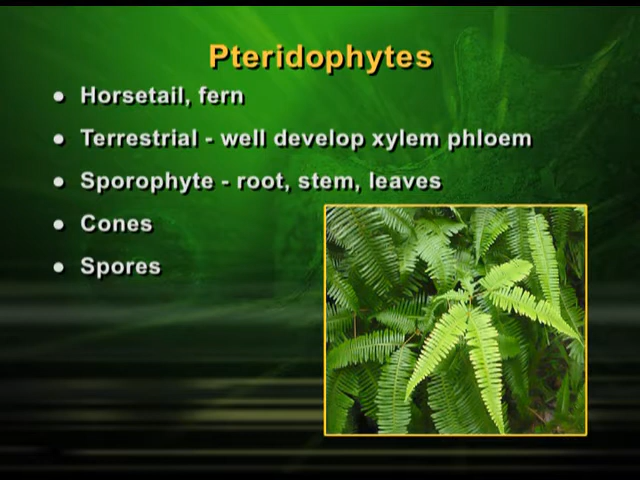 Pteridophytes
● Horsetail, fern
● Terrestrial - well develop xylem phloem
● Sporophyte - root, stem, leaves
● Cones
● Spores